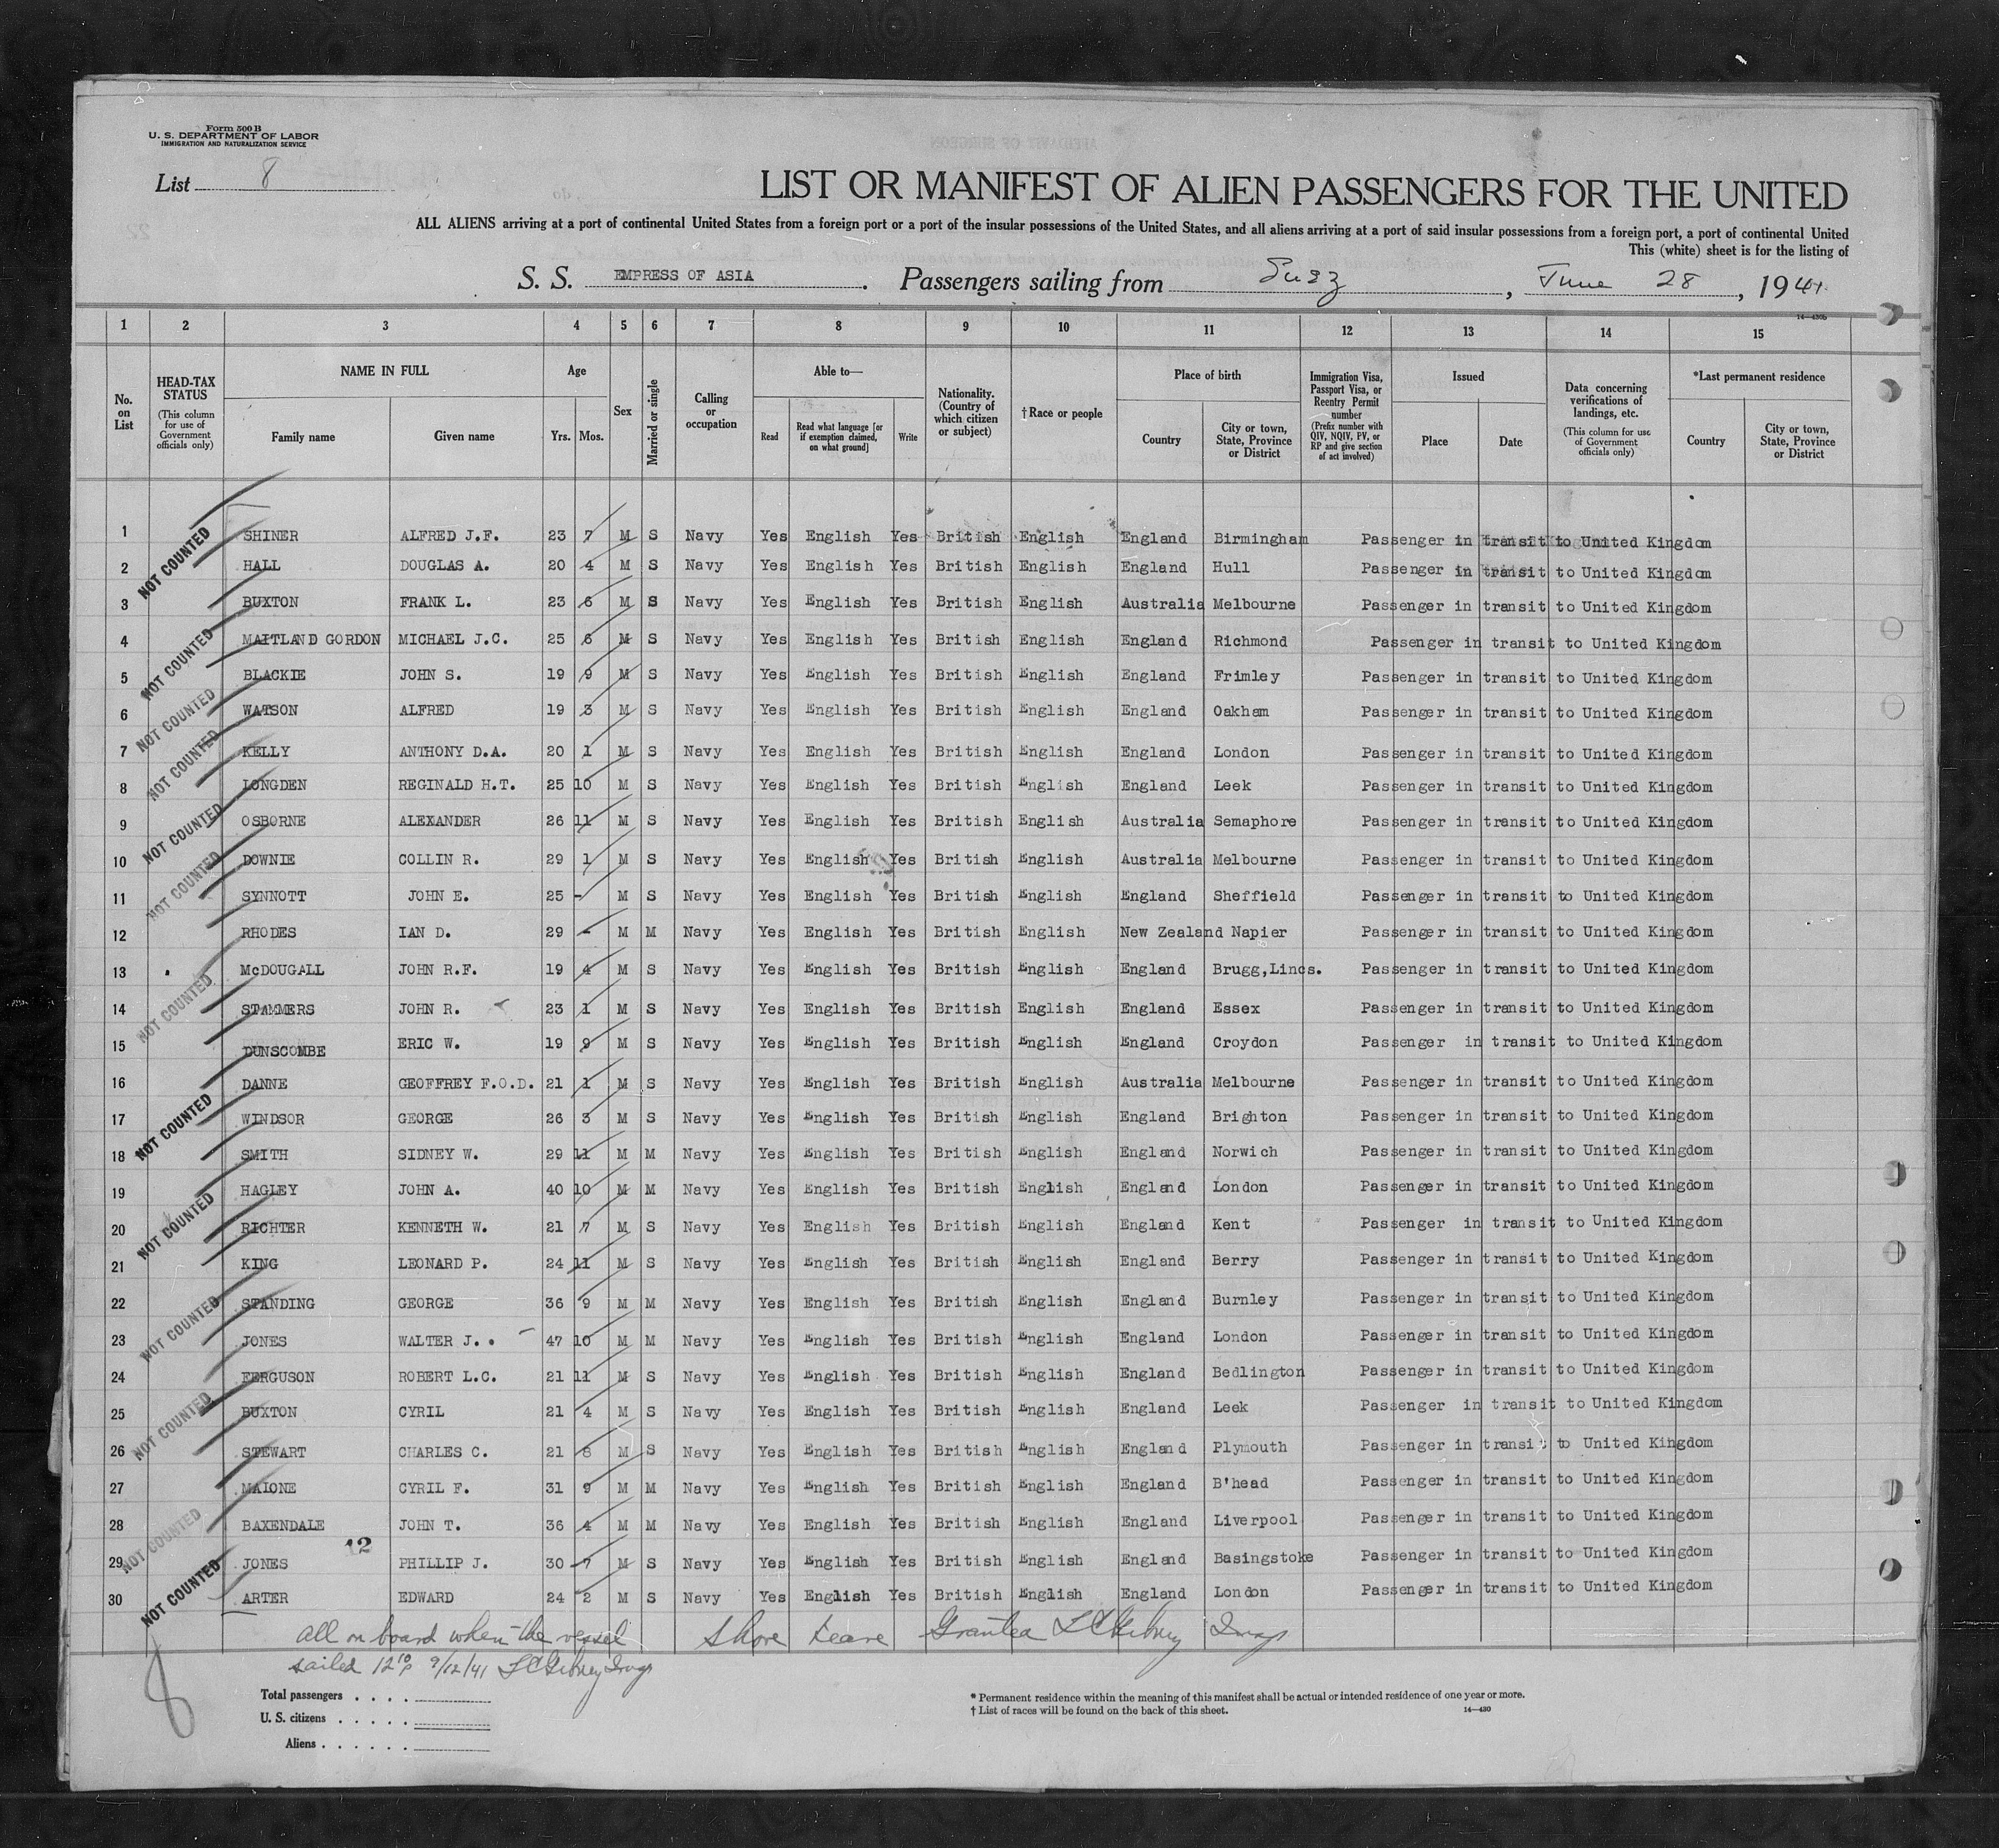 Form 500 B
U. S. DEPARTMENT OF LABOR
IMMIGRATION AND NATURALIZATION SERVICE
List 8
LIST OR MANIFEST OF ALIEN PASSENGERS FOR THE UNITED
ALL ALIENS arriving at a port of continental United States from a foreign port or a port of the insular possessions of the United States, and all aliens arriving at a port of said insular possessions from a foreign port, a port of continental United
This (white) sheet is for the listing of
S. S. EMPRESS OF ASIA. Passengers sailing from Suez, June 28, 1941
14—430b
1 2 3 4 5 6 7 8 9 10 11 12 13 14 15
No. on List
HEAD-TAX STATUS (This column for use of Government officials only)
NAME IN FULL Family name Given name
Age Yrs. Mos.
Sex
Married or single
Calling or occupation
Able to— Read Read what language [or if exemption claimed, on what ground] Write
Nationality. (Country of which citizen or subject)
† Race or people
Place of birth Country City or town, State, Province or District
Immigration Visa, Passport Visa, or Reentry Permit number (Prefix number with QIV, NQIV, PV, or RP and give section of act involved)
Issued Place Date
Data concerning verifications of landings, etc. (This column for use of Government officials only)
*Last permanent residence Country City or town, State, Province or District
1 SHINER ALFRED J.F. 23 7 M S Navy Yes English Yes British English England Birmingham Passenger in transit to United Kingdom
2 HALL DOUGLAS A. 20 4 M S Navy Yes English Yes British English England Hull Passenger in transit to United Kingdom
3 BUXTON FRANK L. 23 6 M S Navy Yes English Yes British English Australia Melbourne Passenger in transit to United Kingdom
4 MAITLAND GORDON MICHAEL J.C. 25 6 M S Navy Yes English Yes British English England Richmond Passenger in transit to United Kingdom
5 BLACKIE JOHN S. 19 9 M S Navy Yes English Yes British English England Frimley Passenger in transit to United Kingdom
6 WATSON ALFRED 19 3 M S Navy Yes English Yes British English England Oakham Passenger in transit to United Kingdom
7 KELLY ANTHONY D.A. 20 1 M S Navy Yes English Yes British English England London Passenger in transit to United Kingdom
8 LONGDEN REGINALD H.T. 25 10 M S Navy Yes English Yes British English England Leek Passenger in transit to United Kingdom
9 OSBORNE ALEXANDER 26 11 M S Navy Yes English Yes British English Australia Semaphore Passenger in transit to United Kingdom
10 DOWNIE COLLIN R. 29 1 M S Navy Yes English Yes British English Australia Melbourne Passenger in transit to United Kingdom
11 SYNNOTT JOHN E. 25 - M S Navy Yes English Yes British English England Sheffield Passenger in transit to United Kingdom
12 RHODES IAN D. 29 - M M Navy Yes English Yes British English New Zealand Napier Passenger in transit to United Kingdom
13 McDOUGALL JOHN R.F. 19 4 M S Navy Yes English Yes British English England Brugg,Lincs. Passenger in transit to United Kingdom
14 STAMMERS JOHN R. 23 1 M S Navy Yes English Yes British English England Essex Passenger in transit to United Kingdom
15 DUNSCOMBE ERIC W. 19 9 M S Navy Yes English Yes British English England Croydon Passenger in transit to United Kingdom
16 DANNE GEOFFREY F.O.D. 21 1 M S Navy Yes English Yes British English Australia Melbourne Passenger in transit to United Kingdom
17 WINDSOR GEORGE 26 3 M S Navy Yes English Yes British English England Brighton Passenger in transit to United Kingdom
18 SMITH SIDNEY W. 29 11 M M Navy Yes English Yes British English England Norwich Passenger in transit to United Kingdom
19 HAGLEY JOHN A. 40 10 M M Navy Yes English Yes British English England London Passenger in transit to United Kingdom
20 RICHTER KENNETH W. 21 7 M S Navy Yes English Yes British English England Kent Passenger in transit to United Kingdom
21 KING LEONARD P. 24 11 M S Navy Yes English Yes British English England Berry Passenger in transit to United Kingdom
22 STANDING GEORGE 36 9 M M Navy Yes English Yes British English England Burnley Passenger in transit to United Kingdom
23 JONES WALTER J. 47 10 M M Navy Yes English Yes British English England London Passenger in transit to United Kingdom
24 FERGUSON ROBERT L.C. 21 11 M S Navy Yes English Yes British English England Bedlington Passenger in transit to United Kingdom
25 BUXTON CYRIL 21 4 M S Navy Yes English Yes British English England Leek Passenger in transit to United Kingdom
26 STEWART CHARLES C. 21 8 M S Navy Yes English Yes British English England Plymouth Passenger in transit to United Kingdom
27 MAIONE CYRIL F. 31 9 M M Navy Yes English Yes British English England B'head Passenger in transit to United Kingdom
28 BAXENDALE JOHN T. 36 4 M M Navy Yes English Yes British English England Liverpool Passenger in transit to United Kingdom
12
29 JONES PHILLIP J. 30 7 M S Navy Yes English Yes British English England Basingstoke Passenger in transit to United Kingdom
30 ARTER EDWARD 24 2 M S Navy Yes English Yes British English England London Passenger in transit to United Kingdom
NOT COUNTED
NOT COUNTED
NOT COUNTED
NOT COUNTED
NOT COUNTED
NOT COUNTED
NOT COUNTED
NOT COUNTED
NOT COUNTED
NOT COUNTED
NOT COUNTED
NOT COUNTED
NOT COUNTED
all on board when the vessel shore Leave Granted
sailed 12 10 P 9/12/41
8
Total passengers . . . .
U. S. citizens . . . . .
Aliens . . . . . .
* Permanent residence within the meaning of this manifest shall be actual or intended residence of one year or more.
† List of races will be found on the back of this sheet. 14—430